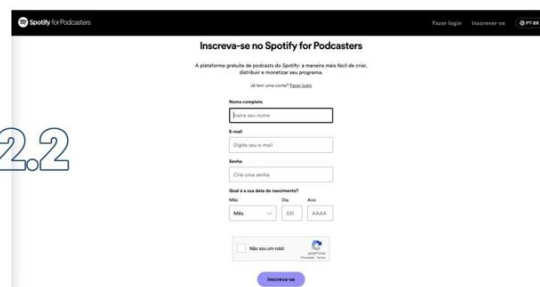 Spotify for Podcasters
Fazer login Inscrever-se PT-BR
Inscreva-se no Spotify for Podcasters
A plataforma gratuita de podcasts do Spotify: a maneira mais fácil de criar,
distribuir e monetizar seu programa.
Já tem uma conta? Fazer login
Nome completo
Insira seu nome
E-mail
Digite seu e-mail
Senha
Crie uma senha
Qual é a sua data de nascimento?
Mês Dia Ano
Mês DD AAAA
Não sou um robô
reCAPTCHA
Privacidade - Termos
Inscreva-se
2.2